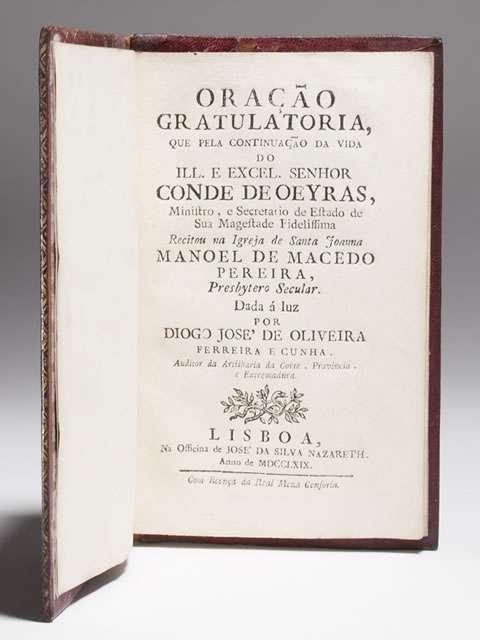 ORAÇÃO
GRATULATORIA,
QUE PELA CONTINUAÇÃO DA VIDA
DO
ILL. E EXCEL. SENHOR
CONDE DE OEYRAS,
Miniſtro, e Secretario de Eſtado de
Sua Mageſtade Fideliſſima
Recitou na Igreja de Santa Joanna
MANOEL DE MACEDO
PEREIRA,
Presbytero Secular.
Dada á luz
POR
DIOGO JOSE' DE OLIVEIRA
FERREIRA E CUNHA,
Auditor da Artilharia da Corte, Provincia,
e Extremadura.
LISBOA,
Na Officina de JOSE' DA SILVA NAZARETH.
Anno de MDCCLXIX.
Com licença da Real Meza Cenſoria.